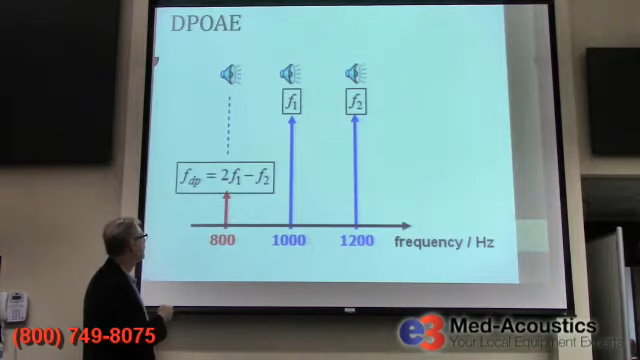 DPOAE
f₁
f₂
f_dp = 2f₁ − f₂
800
1000
1200
frequency / Hz
(800) 749-8075
e3 Med-Acoustics
Your Local Equipment Experts